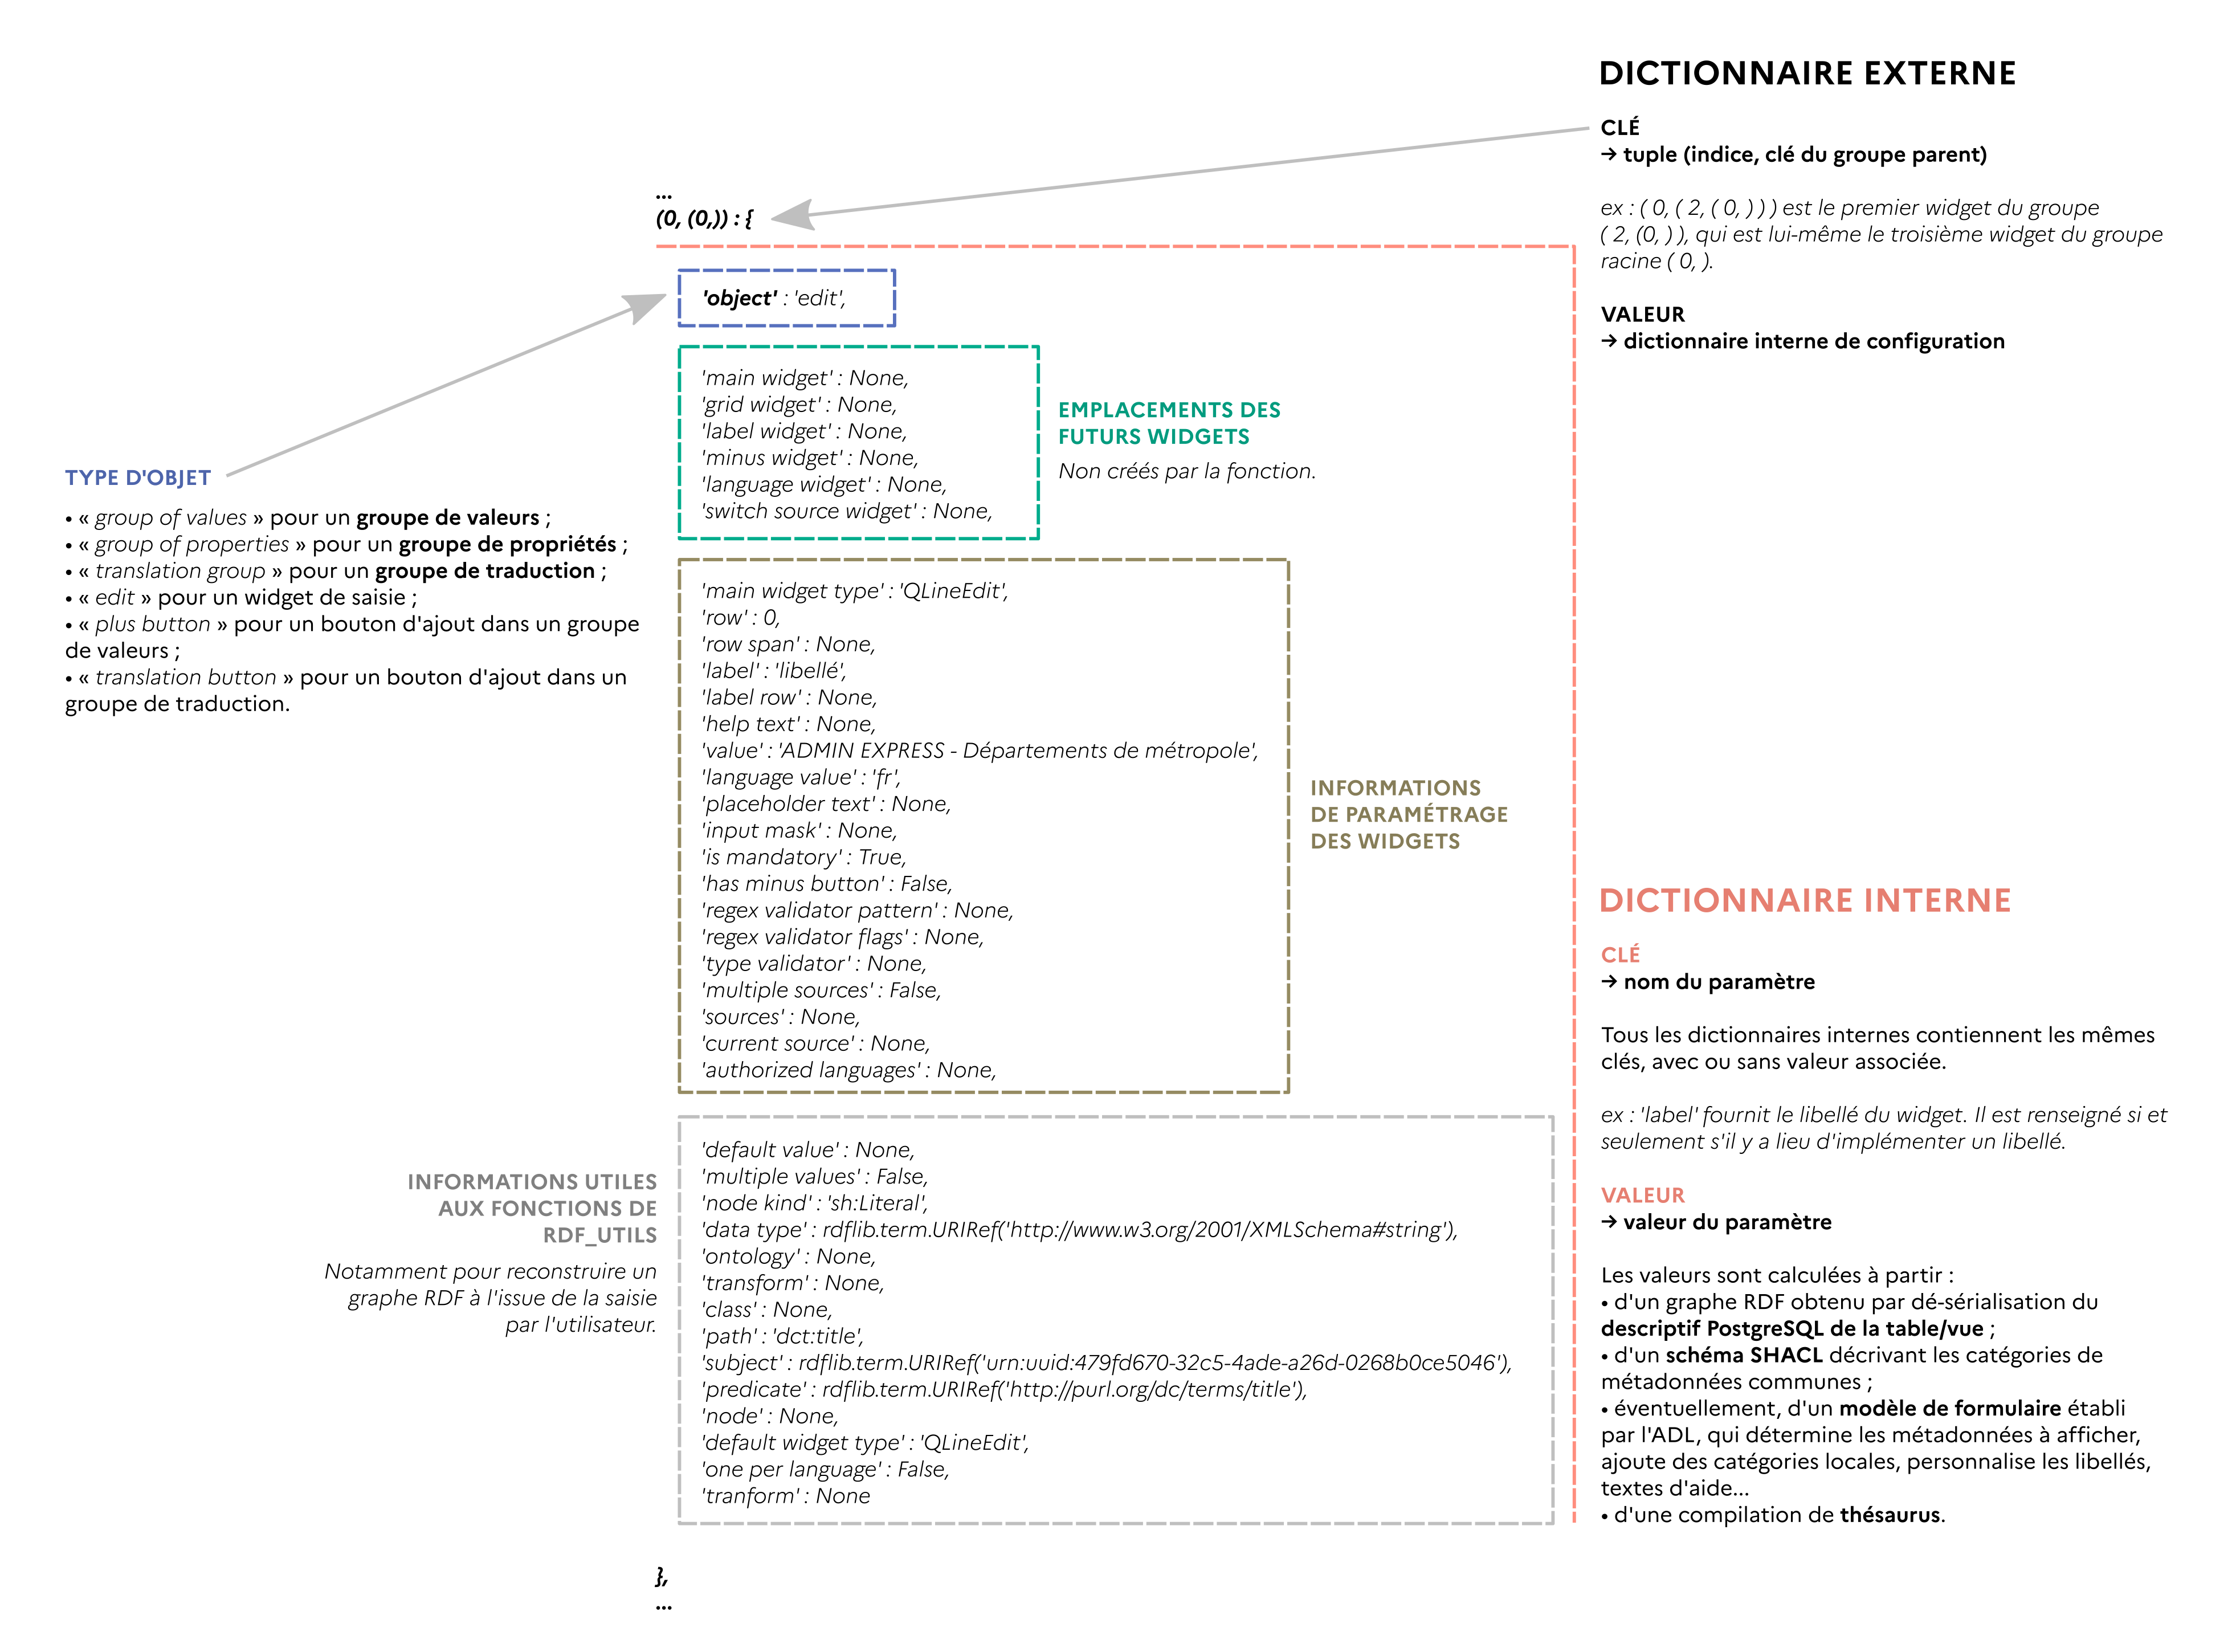 DICTIONNAIRE EXTERNE
CLÉ
→ tuple (indice, clé du groupe parent)
ex : ( 0, ( 2, ( 0, ) ) ) est le premier widget du groupe
( 2, (0, ) ), qui est lui-même le troisième widget du groupe
racine ( 0, ).
VALEUR
→ dictionnaire interne de configuration
...
(0, (0,)) : {
'object' : 'edit',
'main widget' : None,
'grid widget' : None,
'label widget' : None,
'minus widget' : None,
'language widget' : None,
'switch source widget' : None,
EMPLACEMENTS DES
FUTURS WIDGETS
Non créés par la fonction.
TYPE D'OBJET
• « group of values » pour un groupe de valeurs ;
• « group of properties » pour un groupe de propriétés ;
• « translation group » pour un groupe de traduction ;
• « edit » pour un widget de saisie ;
• « plus button » pour un bouton d'ajout dans un groupe
de valeurs ;
• « translation button » pour un bouton d'ajout dans un
groupe de traduction.
'main widget type' : 'QLineEdit',
'row' : 0,
'row span' : None,
'label' : 'libellé',
'label row' : None,
'help text' : None,
'value' : 'ADMIN EXPRESS - Départements de métropole',
'language value' : 'fr',
'placeholder text' : None,
'input mask' : None,
'is mandatory' : True,
'has minus button' : False,
'regex validator pattern' : None,
'regex validator flags' : None,
'type validator' : None,
'multiple sources' : False,
'sources' : None,
'current source' : None,
'authorized languages' : None,
INFORMATIONS
DE PARAMÉTRAGE
DES WIDGETS
DICTIONNAIRE INTERNE
CLÉ
→ nom du paramètre
Tous les dictionnaires internes contiennent les mêmes
clés, avec ou sans valeur associée.
ex : 'label' fournit le libellé du widget. Il est renseigné si et
seulement s'il y a lieu d'implémenter un libellé.
VALEUR
→ valeur du paramètre
Les valeurs sont calculées à partir :
• d'un graphe RDF obtenu par dé-sérialisation du
descriptif PostgreSQL de la table/vue ;
• d'un schéma SHACL décrivant les catégories de
métadonnées communes ;
• éventuellement, d'un modèle de formulaire établi
par l'ADL, qui détermine les métadonnées à afficher,
ajoute des catégories locales, personnalise les libellés,
textes d'aide...
• d'une compilation de thésaurus.
INFORMATIONS UTILES
AUX FONCTIONS DE
RDF_UTILS
Notamment pour reconstruire un
graphe RDF à l'issue de la saisie
par l'utilisateur.
'default value' : None,
'multiple values' : False,
'node kind' : 'sh:Literal',
'data type' : rdflib.term.URIRef('http://www.w3.org/2001/XMLSchema#string'),
'ontology' : None,
'transform' : None,
'class' : None,
'path' : 'dct:title',
'subject' : rdflib.term.URIRef('urn:uuid:479fd670-32c5-4ade-a26d-0268b0ce5046'),
'predicate' : rdflib.term.URIRef('http://purl.org/dc/terms/title'),
'node' : None,
'default widget type' : 'QLineEdit',
'one per language' : False,
'tranform' : None
},
...